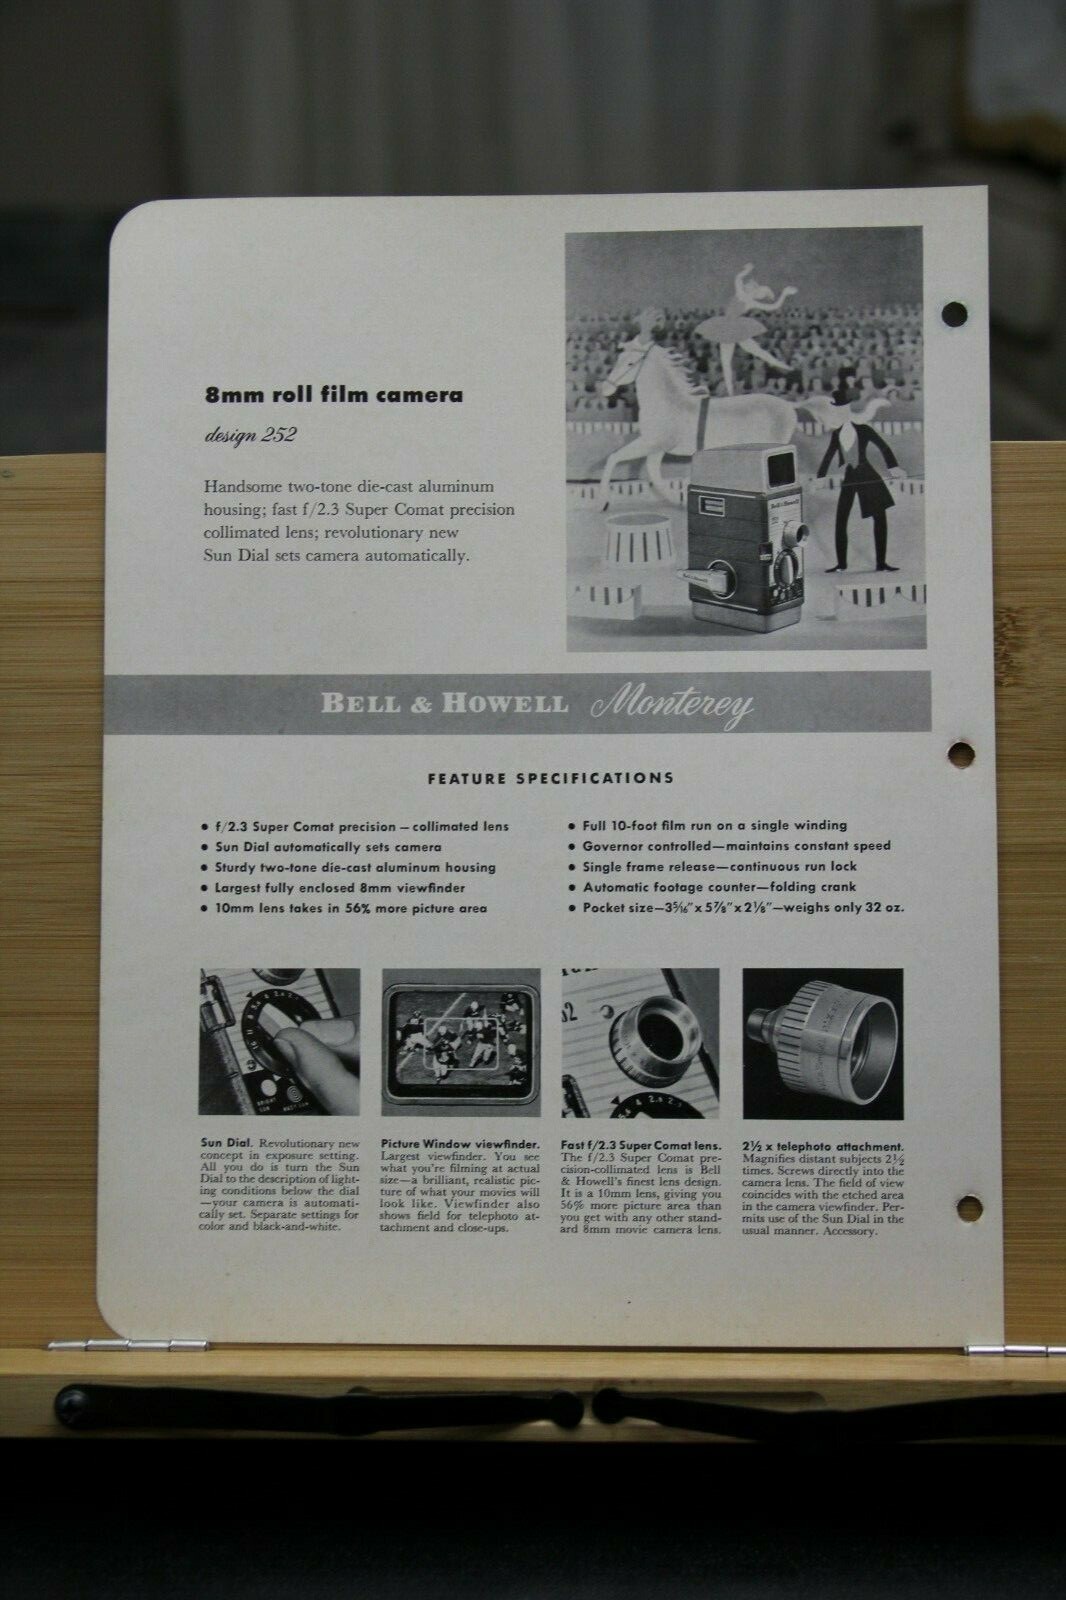 8mm roll film camera
design 252
Handsome two-tone die-cast aluminum
housing; fast f/2.3 Super Comat precision
collimated lens; revolutionary new
Sun Dial sets camera automatically.
Bell & Howell
BELL & HOWELL Monterey
FEATURE SPECIFICATIONS
• f/2.3 Super Comat precision – collimated lens
• Sun Dial automatically sets camera
• Sturdy two-tone die-cast aluminum housing
• Largest fully enclosed 8mm viewfinder
• 10mm lens takes in 56% more picture area
• Full 10-foot film run on a single winding
• Governor controlled—maintains constant speed
• Single frame release—continuous run lock
• Automatic footage counter—folding crank
• Pocket size—3⁵⁄₁₆" x 5⅞" x 2⅛"—weighs only 32 oz.
Sun Dial. Revolutionary new
concept in exposure setting.
All you do is turn the Sun
Dial to the description of light-
ing conditions below the dial
—your camera is automati-
cally set. Separate settings for
color and black-and-white.
Picture Window viewfinder.
Largest viewfinder. You see
what you're filming at actual
size—a brilliant, realistic pic-
ture of what your movies will
look like. Viewfinder also
shows field for telephoto at-
tachment and close-ups.
Fast f/2.3 Super Comat lens.
The f/2.3 Super Comat pre-
cision-collimated lens is Bell
& Howell's finest lens design.
It is a 10mm lens, giving you
56% more picture area than
you get with any other stand-
ard 8mm movie camera lens.
2½ x telephoto attachment.
Magnifies distant subjects 2½
times. Screws directly into the
camera lens. The field of view
coincides with the etched area
in the camera viewfinder. Per-
mits use of the Sun Dial in the
usual manner. Accessory.